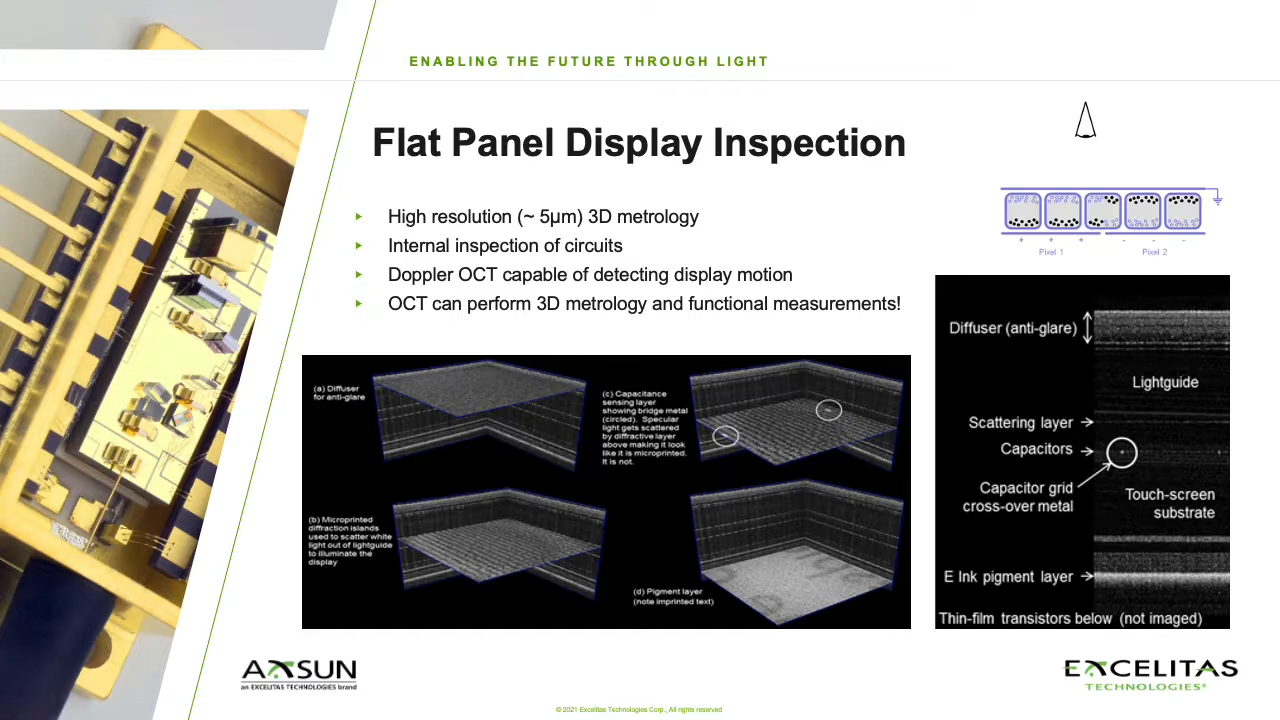 ENABLING THE FUTURE THROUGH LIGHT
Flat Panel Display Inspection
High resolution (~ 5µm) 3D metrology
Internal inspection of circuits
Doppler OCT capable of detecting display motion
OCT can perform 3D metrology and functional measurements!
+ + + - - -
Pixel 1 Pixel 2
(a) Diffuser
for anti-glare
(c) Capacitance
sensing layer
showing bridge metal
(circled). Specular
light gets scattered
by diffractive layer
above making it look
like it is microprinted.
It is not.
(b) Microprinted
diffraction islands
used to scatter white
light out of lightguide
to illuminate the
display
(d) Pigment layer
(note imprinted text)
Diffuser (anti-glare)
Lightguide
Scattering layer
Capacitors
Capacitor grid
cross-over metal
Touch-screen
substrate
E Ink pigment layer
Thin-film transistors below (not imaged)
AXSUN
an EXCELITAS TECHNOLOGIES brand
EXCELITAS
TECHNOLOGIES®
© 2021 Excelitas Technologies Corp., All rights reserved